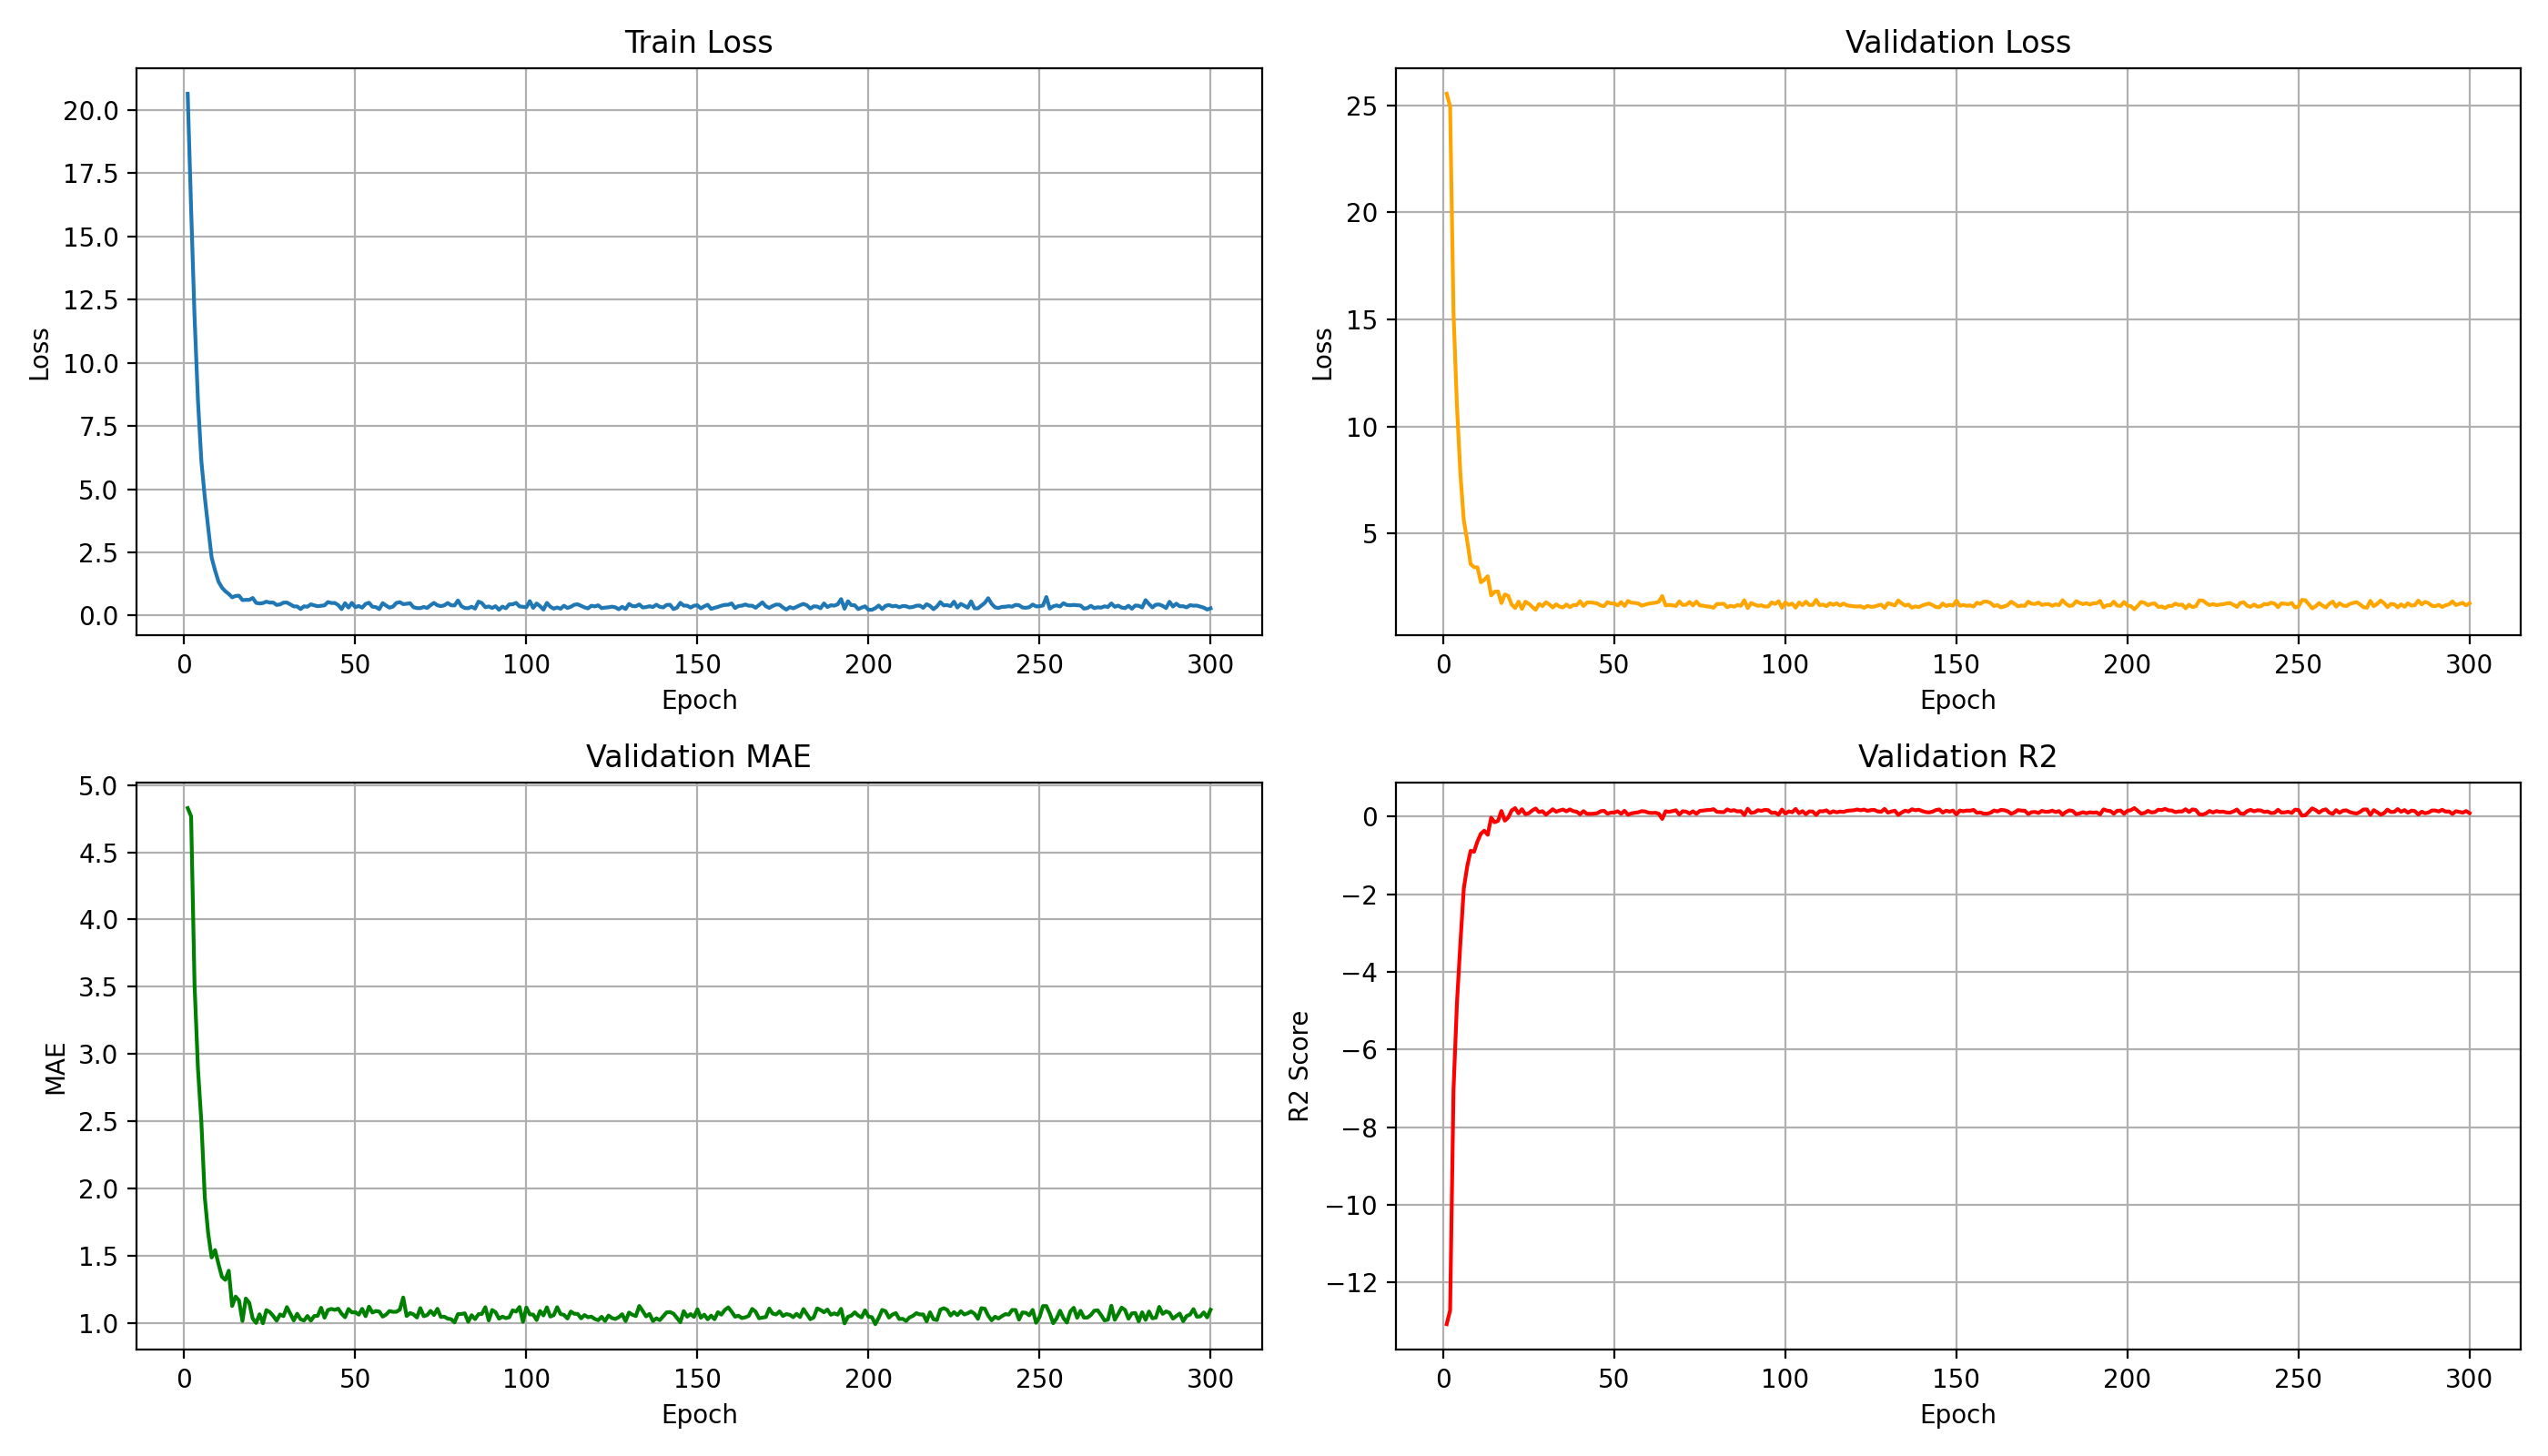 Train Loss
20.0
17.5
15.0
12.5
10.0
7.5
5.0
2.5
0.0
Loss
0 50 100 150 200 250 300
Epoch
Validation Loss
25
20
15
10
5
Loss
0 50 100 150 200 250 300
Epoch
Validation MAE
5.0
4.5
4.0
3.5
3.0
2.5
2.0
1.5
1.0
MAE
0 50 100 150 200 250 300
Epoch
Validation R2
0
−2
−4
−6
−8
−10
−12
R2 Score
0 50 100 150 200 250 300
Epoch